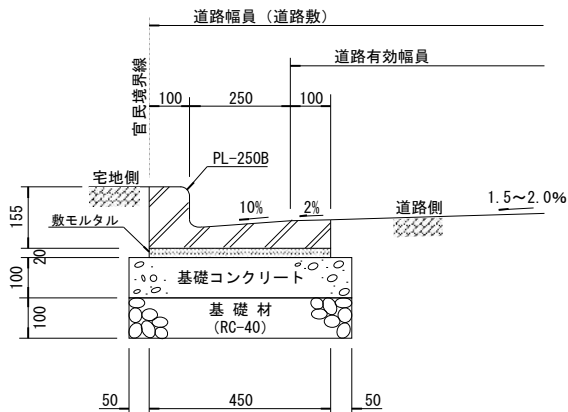 道路幅員（道路敷）
道路有効幅員
官民境界線
100
250
100
PL-250B
宅地側
10%
2%
道路側
1.5～2.0%
155
敷モルタル
20
基礎コンクリート
100
基礎材
(RC-40)
100
50
450
50